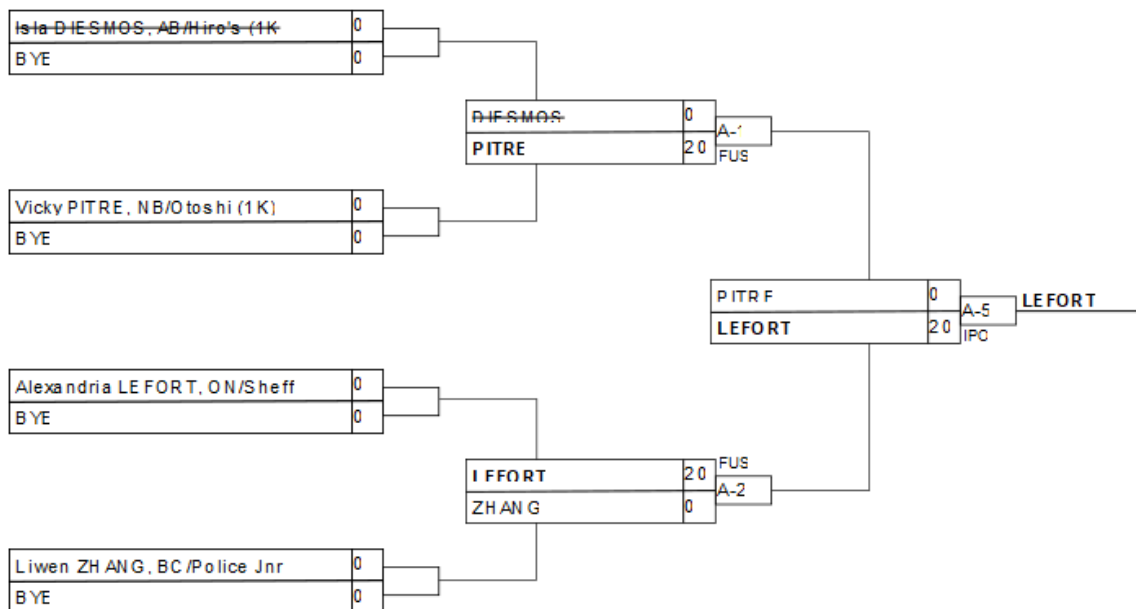 Isla DIESMOS, AB/Hiro's (1K 0
BYE 0
DIESMOS 0
A-1
PITRE 20
FUS
Vicky PITRE, NB/Otoshi (1K) 0
BYE 0
PITRE 0
A-5
LEFORT
LEFORT 20
IPO
Alexandria LEFORT, ON/Sheff 0
BYE 0
FUS
LEFORT 20
A-2
ZHANG 0
Liwen ZHANG, BC/Police Jnr 0
BYE 0